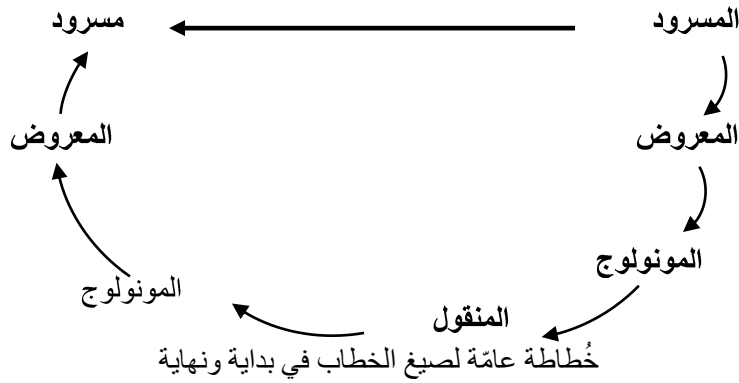 المسرود مسرود
المعروض المعروض
المونولوج
المونولوج
المنقول
خُطاطة عامّة لصيغ الخطاب في بداية ونهاية